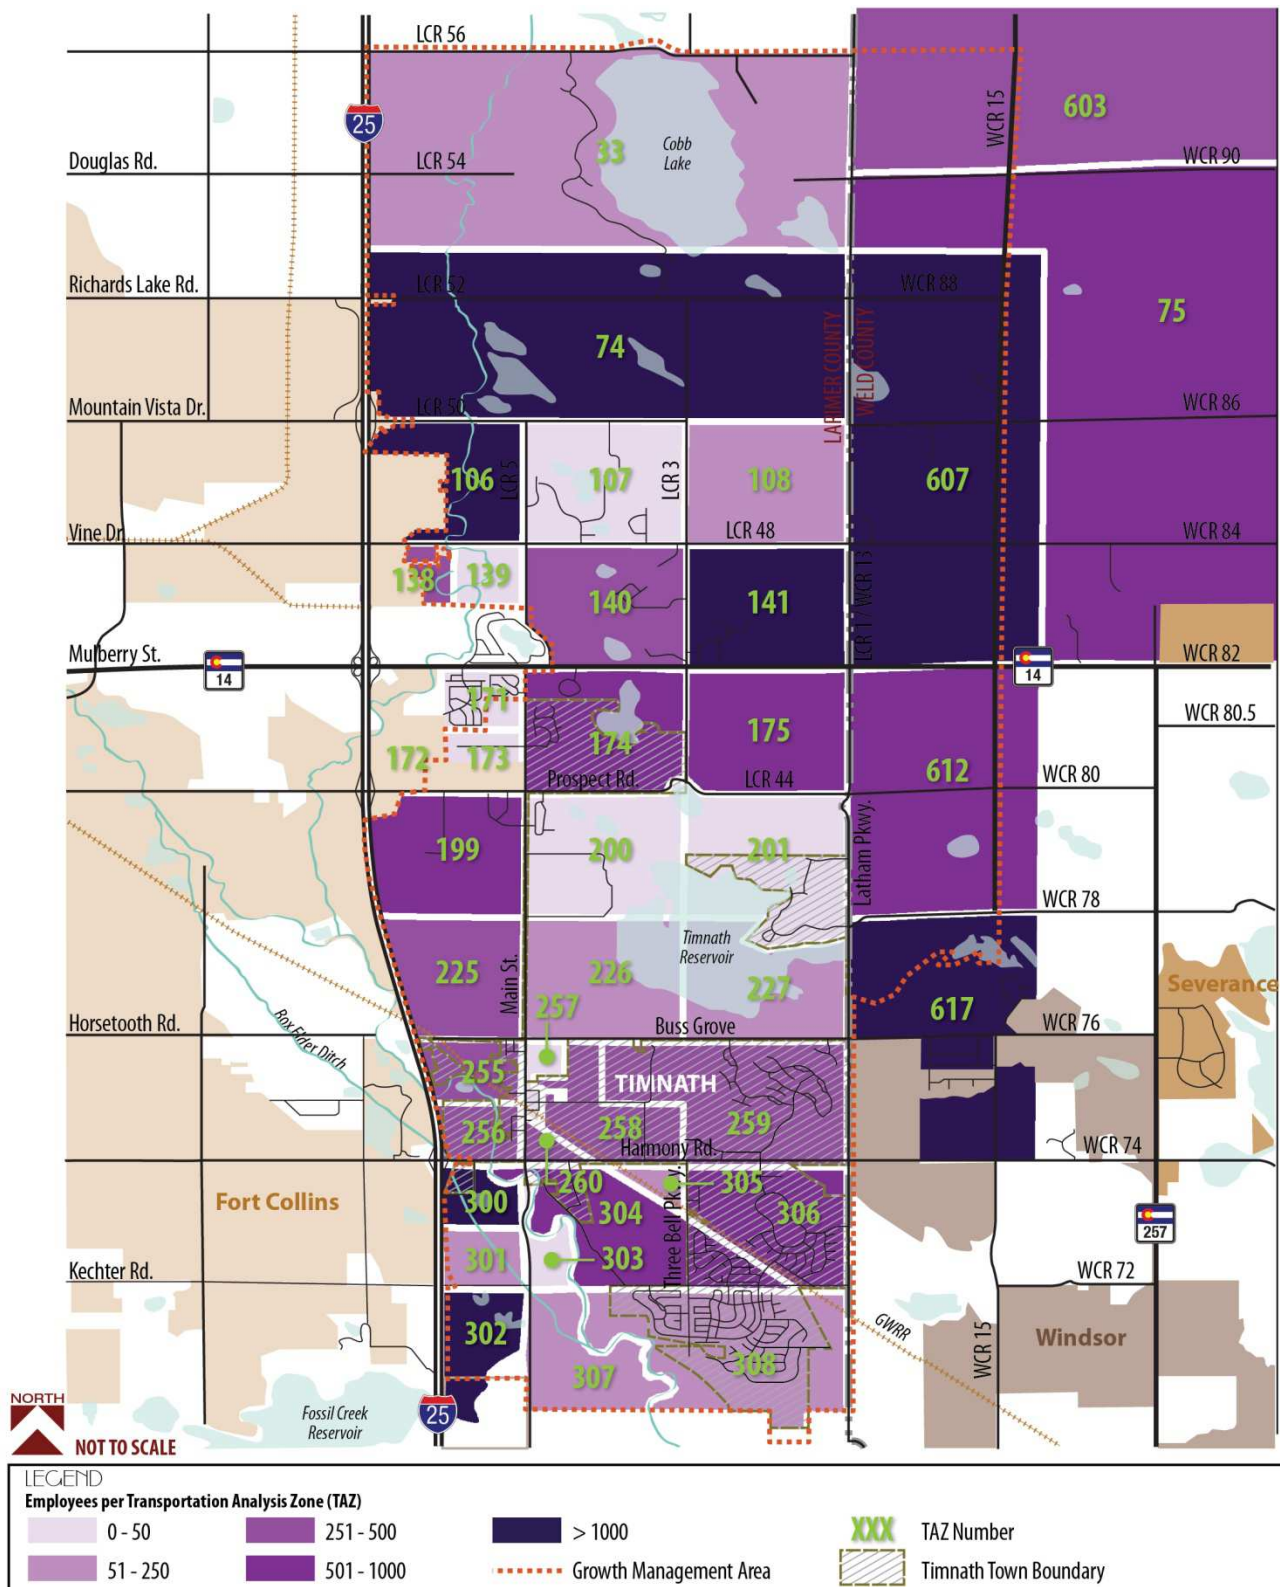 LCR 56
25
603
WCR 15
33
Cobb
Lake
Douglas Rd.
LCR 54
WCR 90
Richards Lake Rd.
LCR 52
WCR 88
75
74
LARIMER COUNTY
WELD COUNTY
Mountain Vista Dr.
LCR 50
WCR 86
106
LCR 5
107
LCR 3
108
607
Vine Dr.
LCR 48
WCR 84
138
139
140
141
LCR 1 / WCR 13
Mulberry St.
14
14
WCR 82
171
WCR 80.5
172
173
174
175
612
Prospect Rd.
LCR 44
WCR 80
199
200
201
Latham Pkwy.
WCR 78
225
Main St.
226
Timnath
Reservoir
227
Severance
257
617
Horsetooth Rd.
Box Elder Ditch
Buss Grove
WCR 76
255
TIMNATH
256
258
259
Harmony Rd.
WCR 74
Fort Collins
300
260
304
305
306
257
301
303
Three Bell Pkwy.
Kechter Rd.
WCR 72
302
GWRR
WCR 15
Windsor
307
308
NORTH
NOT TO SCALE
Fossil Creek
Reservoir
25
LEGEND
Employees per Transportation Analysis Zone (TAZ)
0 - 50
251 - 500
> 1000
XXX
TAZ Number
51 - 250
501 - 1000
Growth Management Area
Timnath Town Boundary